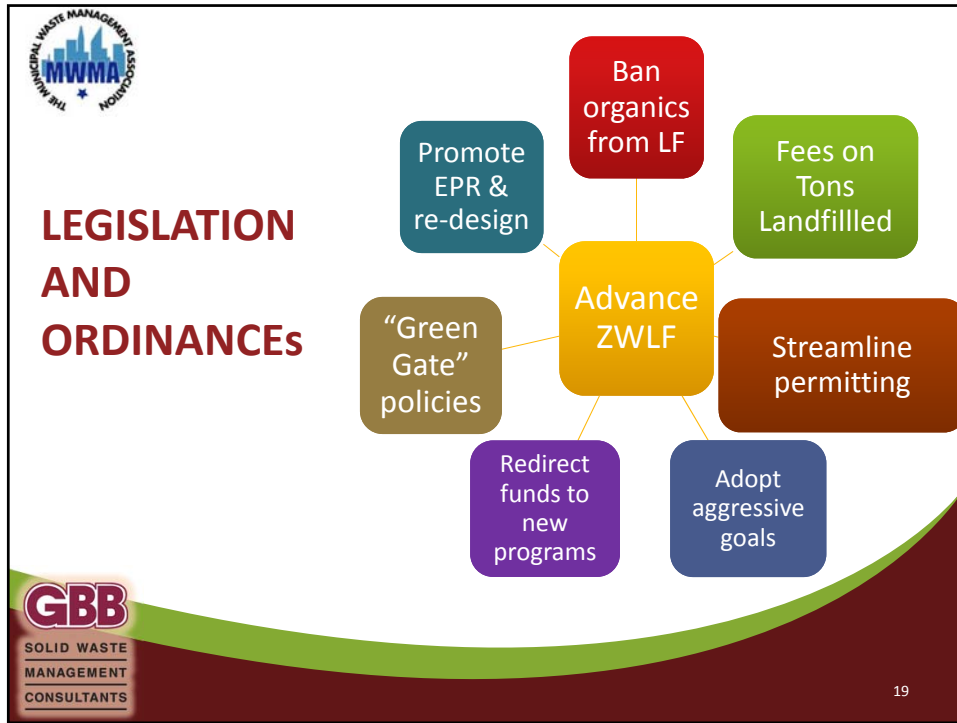 THE MUNICIPAL WASTE MANAGEMENT ASSOCIATION
MWMA
LEGISLATION
AND
ORDINANCEs
Ban
organics
from LF
Fees on
Tons
Landfillled
Streamline
permitting
Adopt
aggressive
goals
Redirect
funds to
new
programs
“Green
Gate”
policies
Promote
EPR &
re-design
Advance
ZWLF
GBB
SOLID WASTE
MANAGEMENT
CONSULTANTS
19